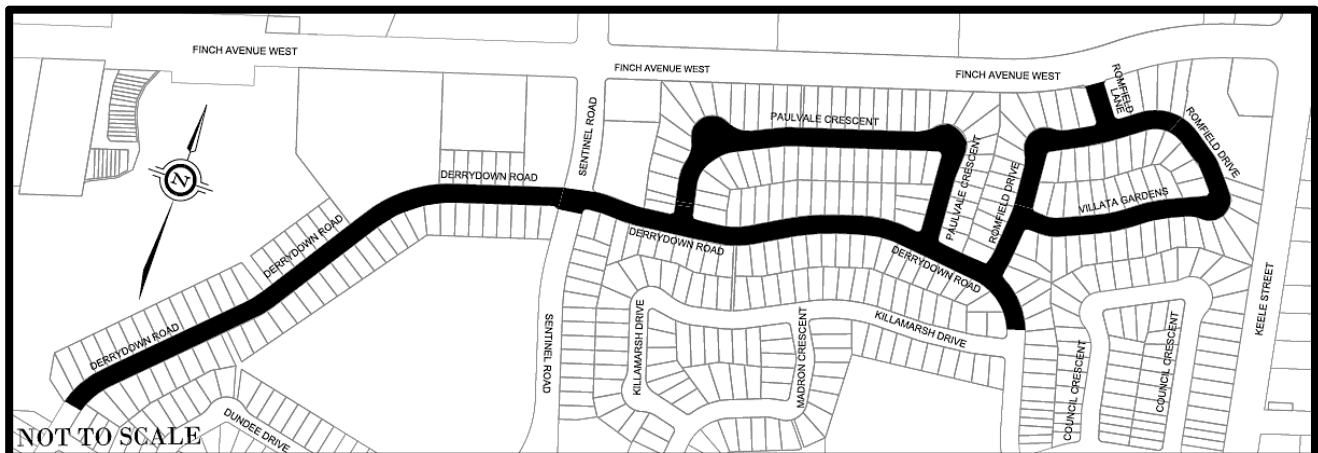 FINCH AVENUE WEST
FINCH AVENUE WEST
FINCH AVENUE WEST
ROMFIELD
LANE
ROMFIELD DRIVE
SENTINEL ROAD
PAULVALE CRESCENT
DERRYDOWN ROAD
N
PAULVALE CRESCENT
ROMFIELD DRIVE
VILLATA GARDENS
DERRYDOWN ROAD
DERRYDOWN ROAD
DERRYDOWN ROAD
KEELE STREET
DERRYDOWN ROAD
KILLAMARSH DRIVE
KILLAMARSH DRIVE
SENTINEL ROAD
MADRON CRESCENT
COUNCIL CRESCENT
COUNCIL CRESCENT
DUNDEE DRIVE
NOT TO SCALE